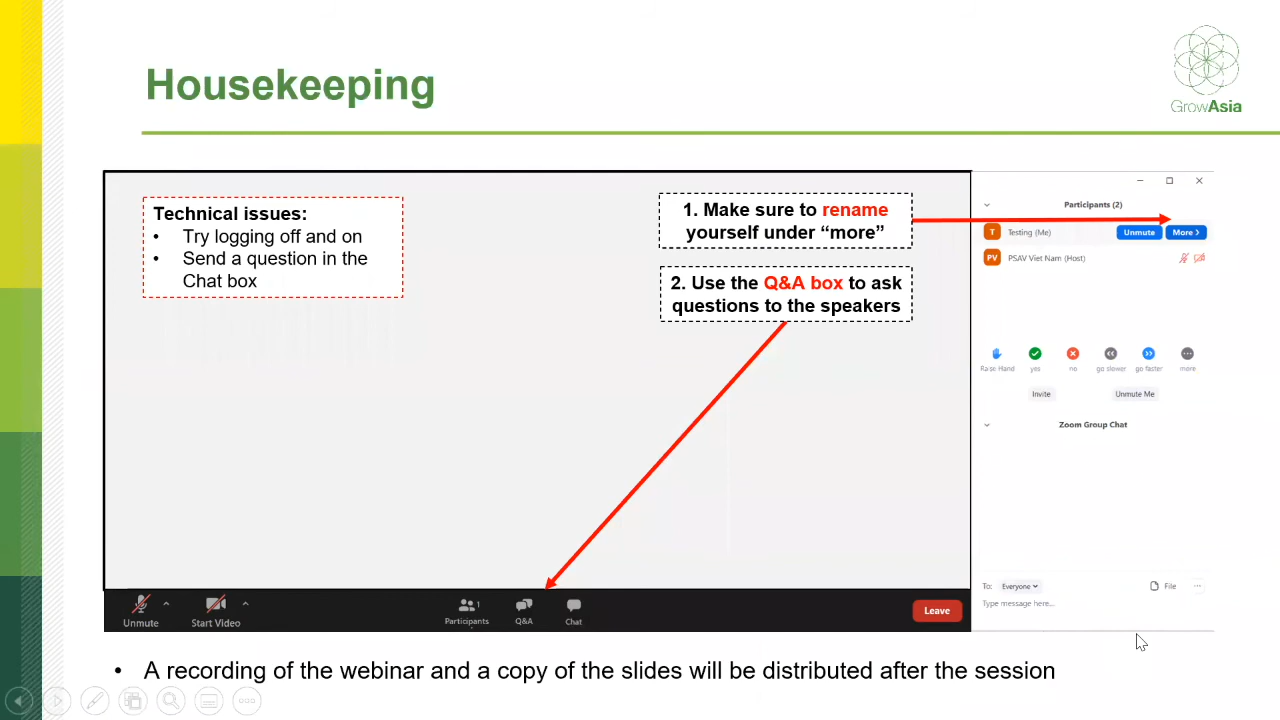 Housekeeping
GrowAsia
Technical issues:
• Try logging off and on
• Send a question in the
Chat box
1. Make sure to rename
yourself under “more”
2. Use the Q&A box to ask
questions to the speakers
Participants (2)
T Testing (Me) Unmute More >
PV PSAV Viet Nam (Host)
Raise Hand yes no go slower go faster more
Invite Unmute Me
Zoom Group Chat
To: Everyone File ...
Type message here...
Unmute Start Video Participants 1 Q&A Chat Leave
• A recording of the webinar and a copy of the slides will be distributed after the session